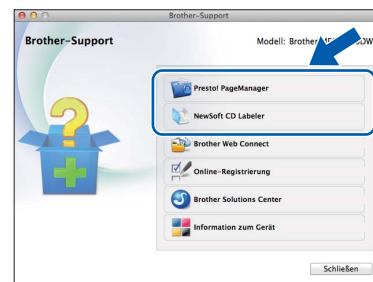 Brother-Support
Brother-Support
Modell: Brother
Presto! PageManager
NewSoft CD Labeler
Brother Web Connect
Online-Registrierung
Brother Solutions Center
Information zum Gerät
Schließen